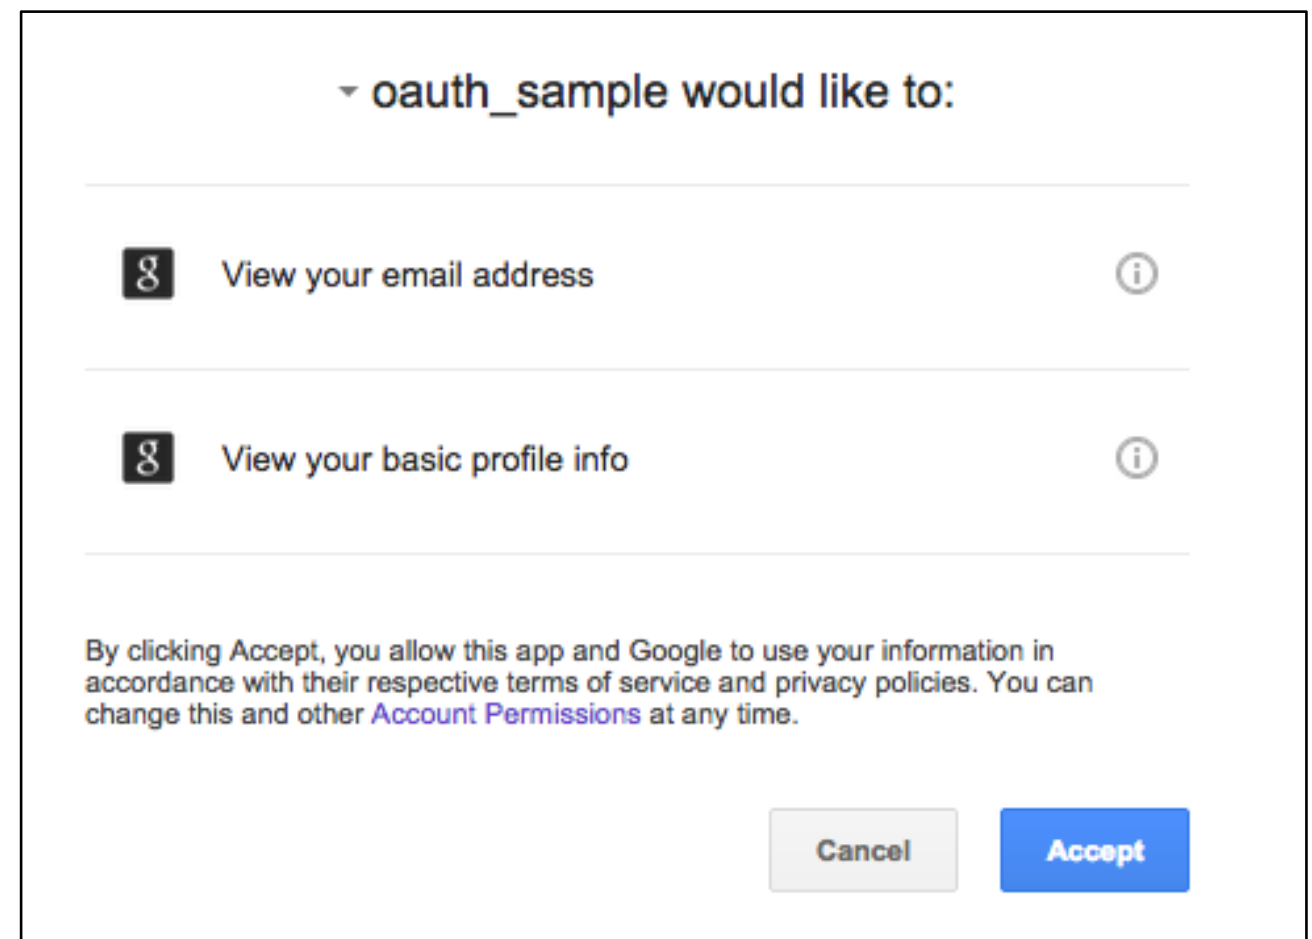 oauth_sample would like to:
g View your email address i
g View your basic profile info i
By clicking Accept, you allow this app and Google to use your information in
accordance with their respective terms of service and privacy policies. You can
change this and other Account Permissions at any time.
Cancel Accept